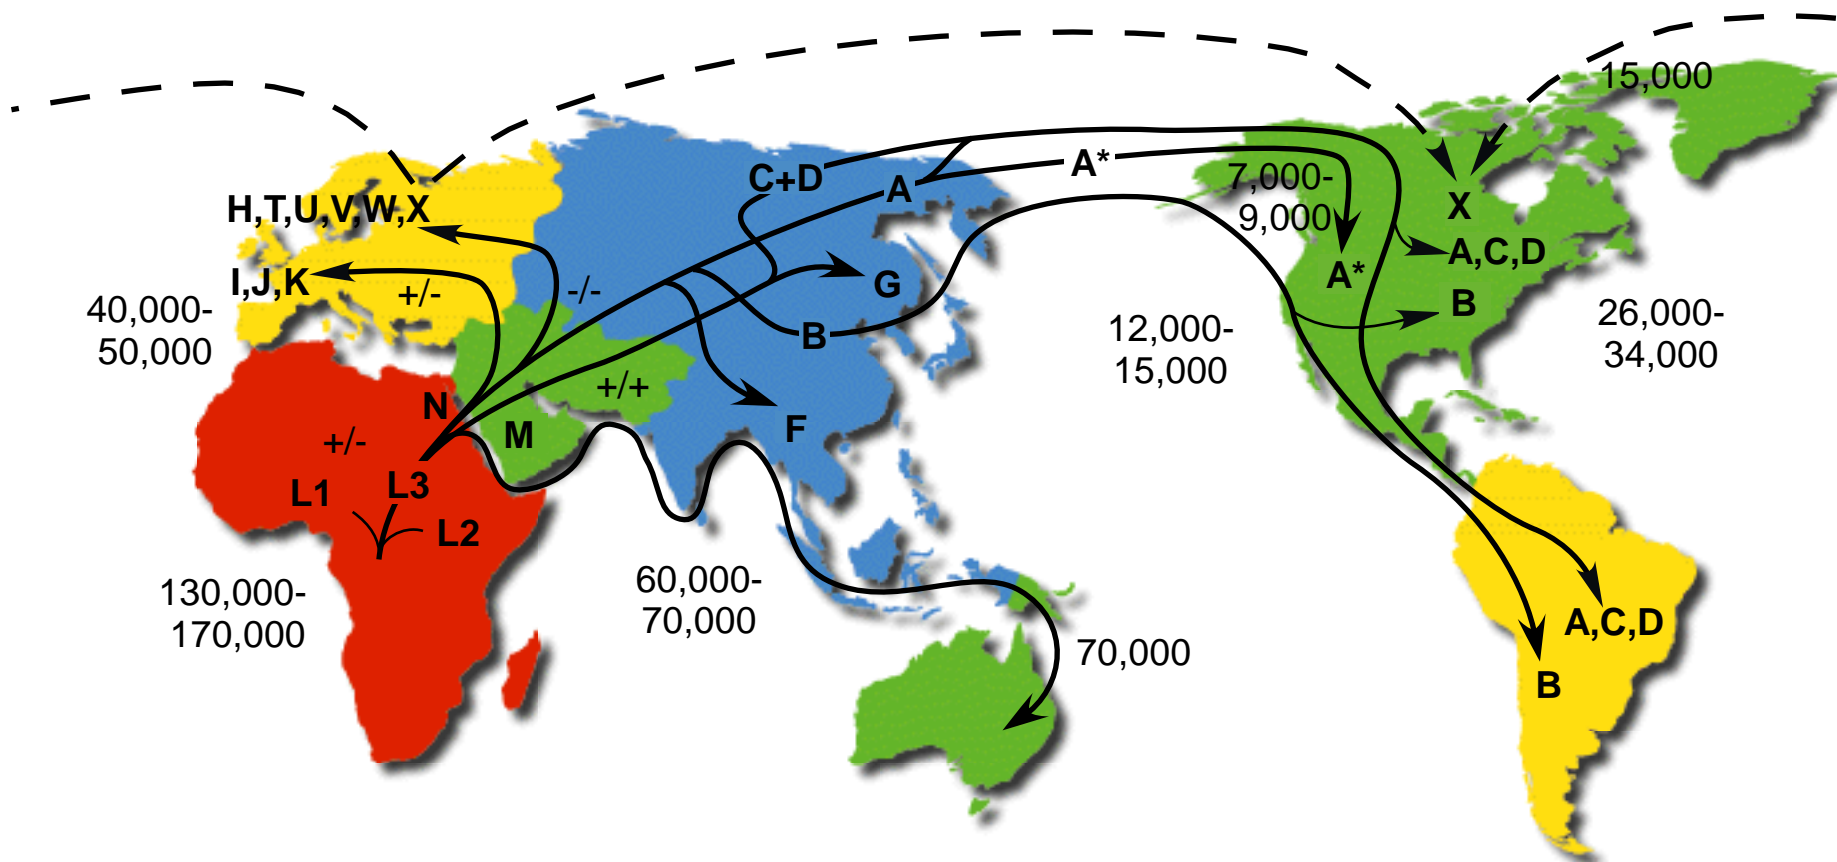 15,000
C+D
A
A*
7,000-
9,000
H,T,U,V,W,X
X
I,J,K
+/-
-/-
G
A,C,D
A*
B
40,000-
50,000
B
12,000-
15,000
26,000-
34,000
+/+
N
M
F
+/-
L1
L3
L2
130,000-
170,000
60,000-
70,000
70,000
A,C,D
B